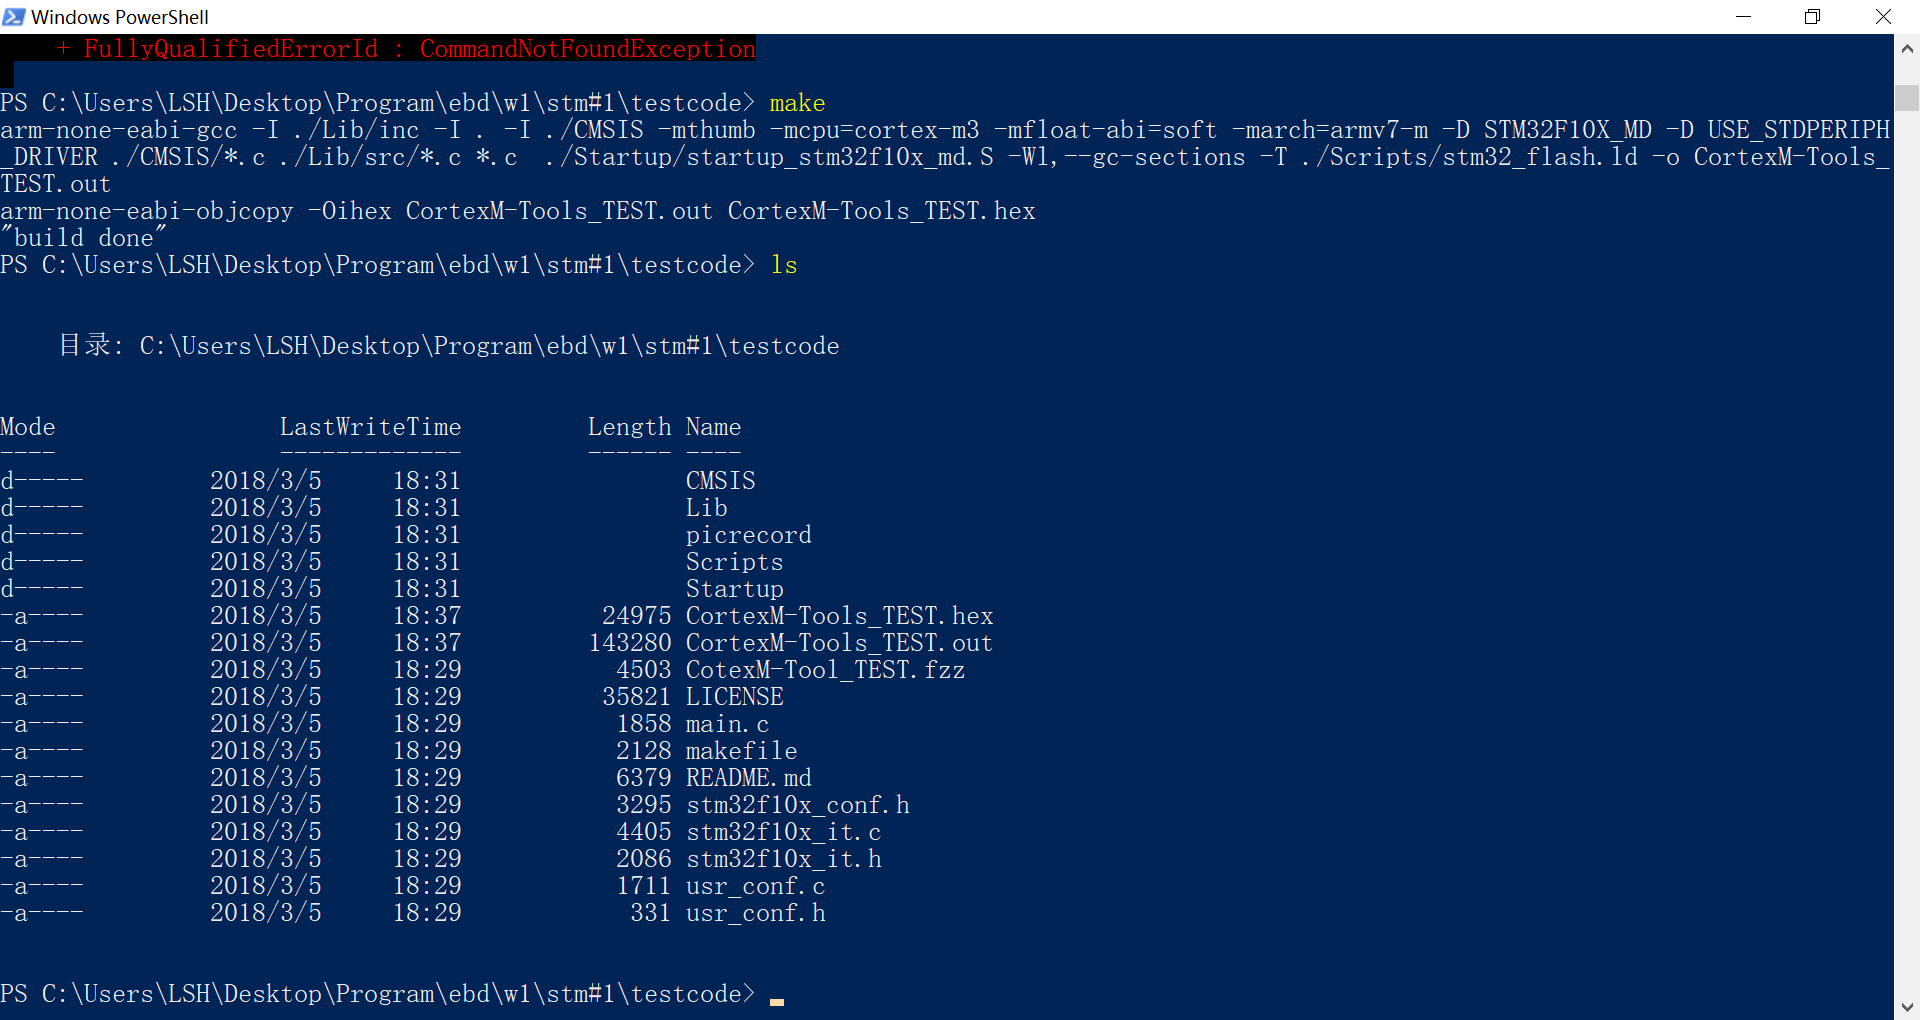 Windows PowerShell
+ FullyQualifiedErrorId : CommandNotFoundException
PS C:\Users\LSH\Desktop\Program\ebd\w1\stm#1\testcode> make
arm-none-eabi-gcc -I ./Lib/inc -I . -I ./CMSIS -mthumb -mcpu=cortex-m3 -mfloat-abi=soft -march=armv7-m -D STM32F10X_MD -D USE_STDPERIPH
_DRIVER ./CMSIS/*.c ./Lib/src/*.c *.c  ./Startup/startup_stm32f10x_md.S -Wl,--gc-sections -T ./Scripts/stm32_flash.ld -o CortexM-Tools_
TEST.out
arm-none-eabi-objcopy -Oihex CortexM-Tools_TEST.out CortexM-Tools_TEST.hex
"build done"
PS C:\Users\LSH\Desktop\Program\ebd\w1\stm#1\testcode> ls
目录: C:\Users\LSH\Desktop\Program\ebd\w1\stm#1\testcode
Mode                LastWriteTime         Length Name
----                -------------         ------ ----
d-----         2018/3/5     18:31                CMSIS
d-----         2018/3/5     18:31                Lib
d-----         2018/3/5     18:31                picrecord
d-----         2018/3/5     18:31                Scripts
d-----         2018/3/5     18:31                Startup
-a----         2018/3/5     18:37          24975 CortexM-Tools_TEST.hex
-a----         2018/3/5     18:37         143280 CortexM-Tools_TEST.out
-a----         2018/3/5     18:29           4503 CotexM-Tool_TEST.fzz
-a----         2018/3/5     18:29          35821 LICENSE
-a----         2018/3/5     18:29           1858 main.c
-a----         2018/3/5     18:29           2128 makefile
-a----         2018/3/5     18:29           6379 README.md
-a----         2018/3/5     18:29           3295 stm32f10x_conf.h
-a----         2018/3/5     18:29           4405 stm32f10x_it.c
-a----         2018/3/5     18:29           2086 stm32f10x_it.h
-a----         2018/3/5     18:29           1711 usr_conf.c
-a----         2018/3/5     18:29            331 usr_conf.h
PS C:\Users\LSH\Desktop\Program\ebd\w1\stm#1\testcode>